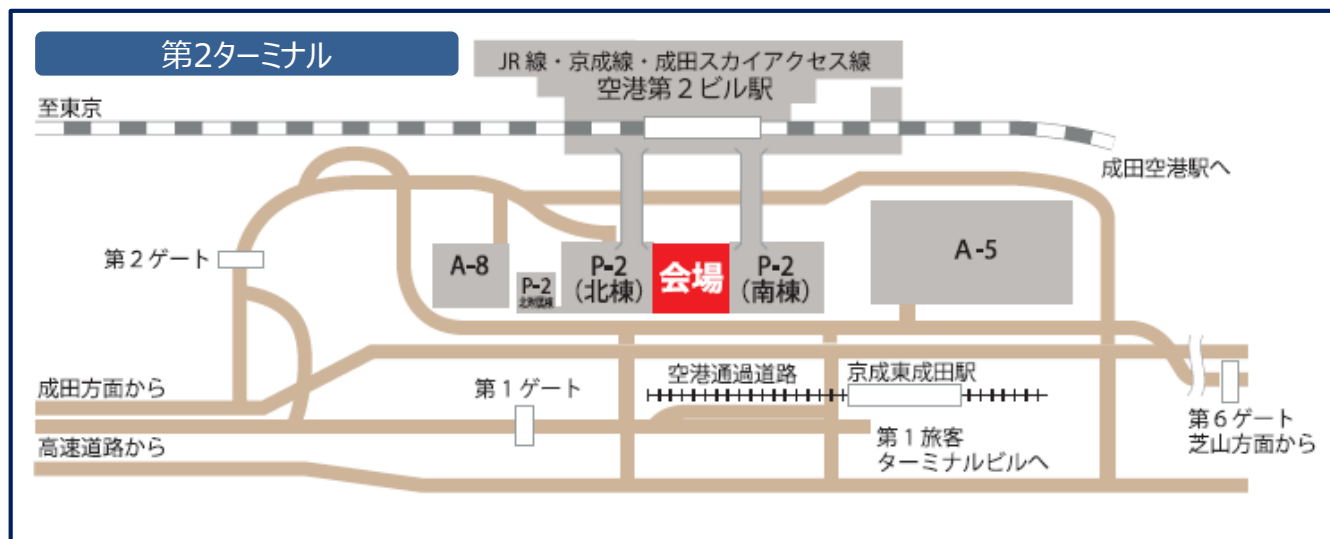 第2ターミナル
JR線・京成線・成田スカイアクセス線
空港第2ビル駅
至東京
成田空港駅へ
第2ゲート
A-8
P-2
P-2
(北棟)
会場
P-2
(南棟)
A-5
成田方面から
第1ゲート
空港通過道路
京成東成田駅
高速道路から
第1旅客
ターミナルビルへ
第6ゲート
芝山方面から